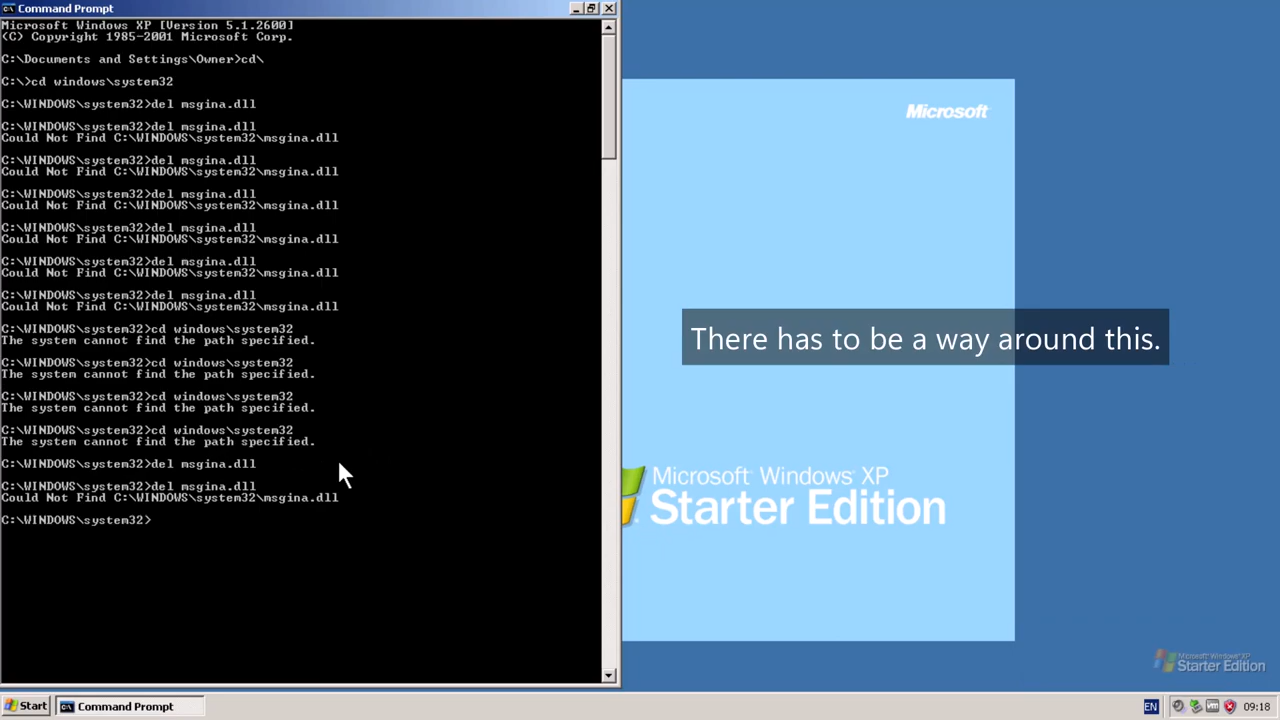 Command Prompt
Microsoft Windows XP [Version 5.1.2600]
(C) Copyright 1985-2001 Microsoft Corp.
C:\Documents and Settings\Owner>cd\
C:\>cd windows\system32
C:\WINDOWS\system32>del msgina.dll
C:\WINDOWS\system32>del msgina.dll
Could Not Find C:\WINDOWS\system32\msgina.dll
C:\WINDOWS\system32>del msgina.dll
Could Not Find C:\WINDOWS\system32\msgina.dll
C:\WINDOWS\system32>del msgina.dll
Could Not Find C:\WINDOWS\system32\msgina.dll
C:\WINDOWS\system32>del msgina.dll
Could Not Find C:\WINDOWS\system32\msgina.dll
C:\WINDOWS\system32>del msgina.dll
Could Not Find C:\WINDOWS\system32\msgina.dll
C:\WINDOWS\system32>del msgina.dll
Could Not Find C:\WINDOWS\system32\msgina.dll
C:\WINDOWS\system32>cd windows\system32
The system cannot find the path specified.
C:\WINDOWS\system32>cd windows\system32
The system cannot find the path specified.
C:\WINDOWS\system32>cd windows\system32
The system cannot find the path specified.
C:\WINDOWS\system32>cd windows\system32
The system cannot find the path specified.
C:\WINDOWS\system32>del msgina.dll
C:\WINDOWS\system32>del msgina.dll
Could Not Find C:\WINDOWS\system32\msgina.dll
C:\WINDOWS\system32>
Microsoft
There has to be a way around this.
Microsoft Windows XP
Starter Edition
Microsoft Windows XP
Starter Edition
Start
Command Prompt
EN
09:18